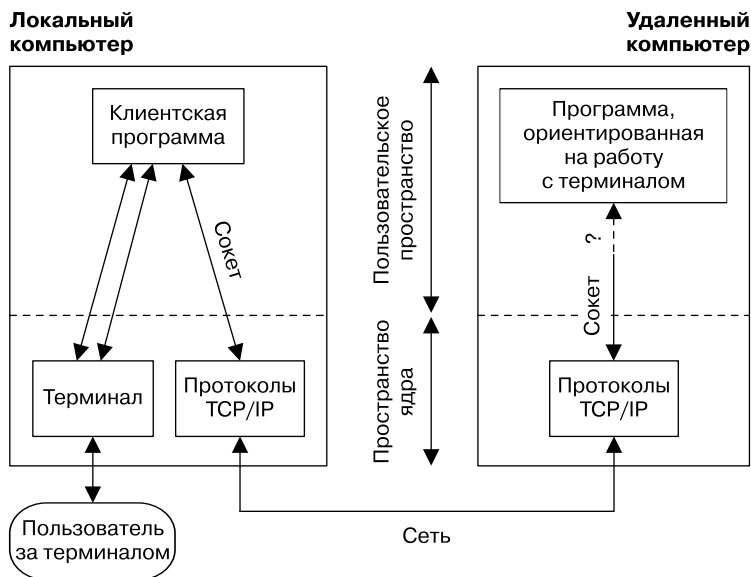 Локальный
компьютер
Удаленный
компьютер
Клиентская
программа
Сокет
Терминал
Протоколы
TCP/IP
Пользователь
за терминалом
Пользовательское
пространство
Пространство
ядра
Программа,
ориентированная
на работу
с терминалом
?
Сокет
Протоколы
TCP/IP
Сеть